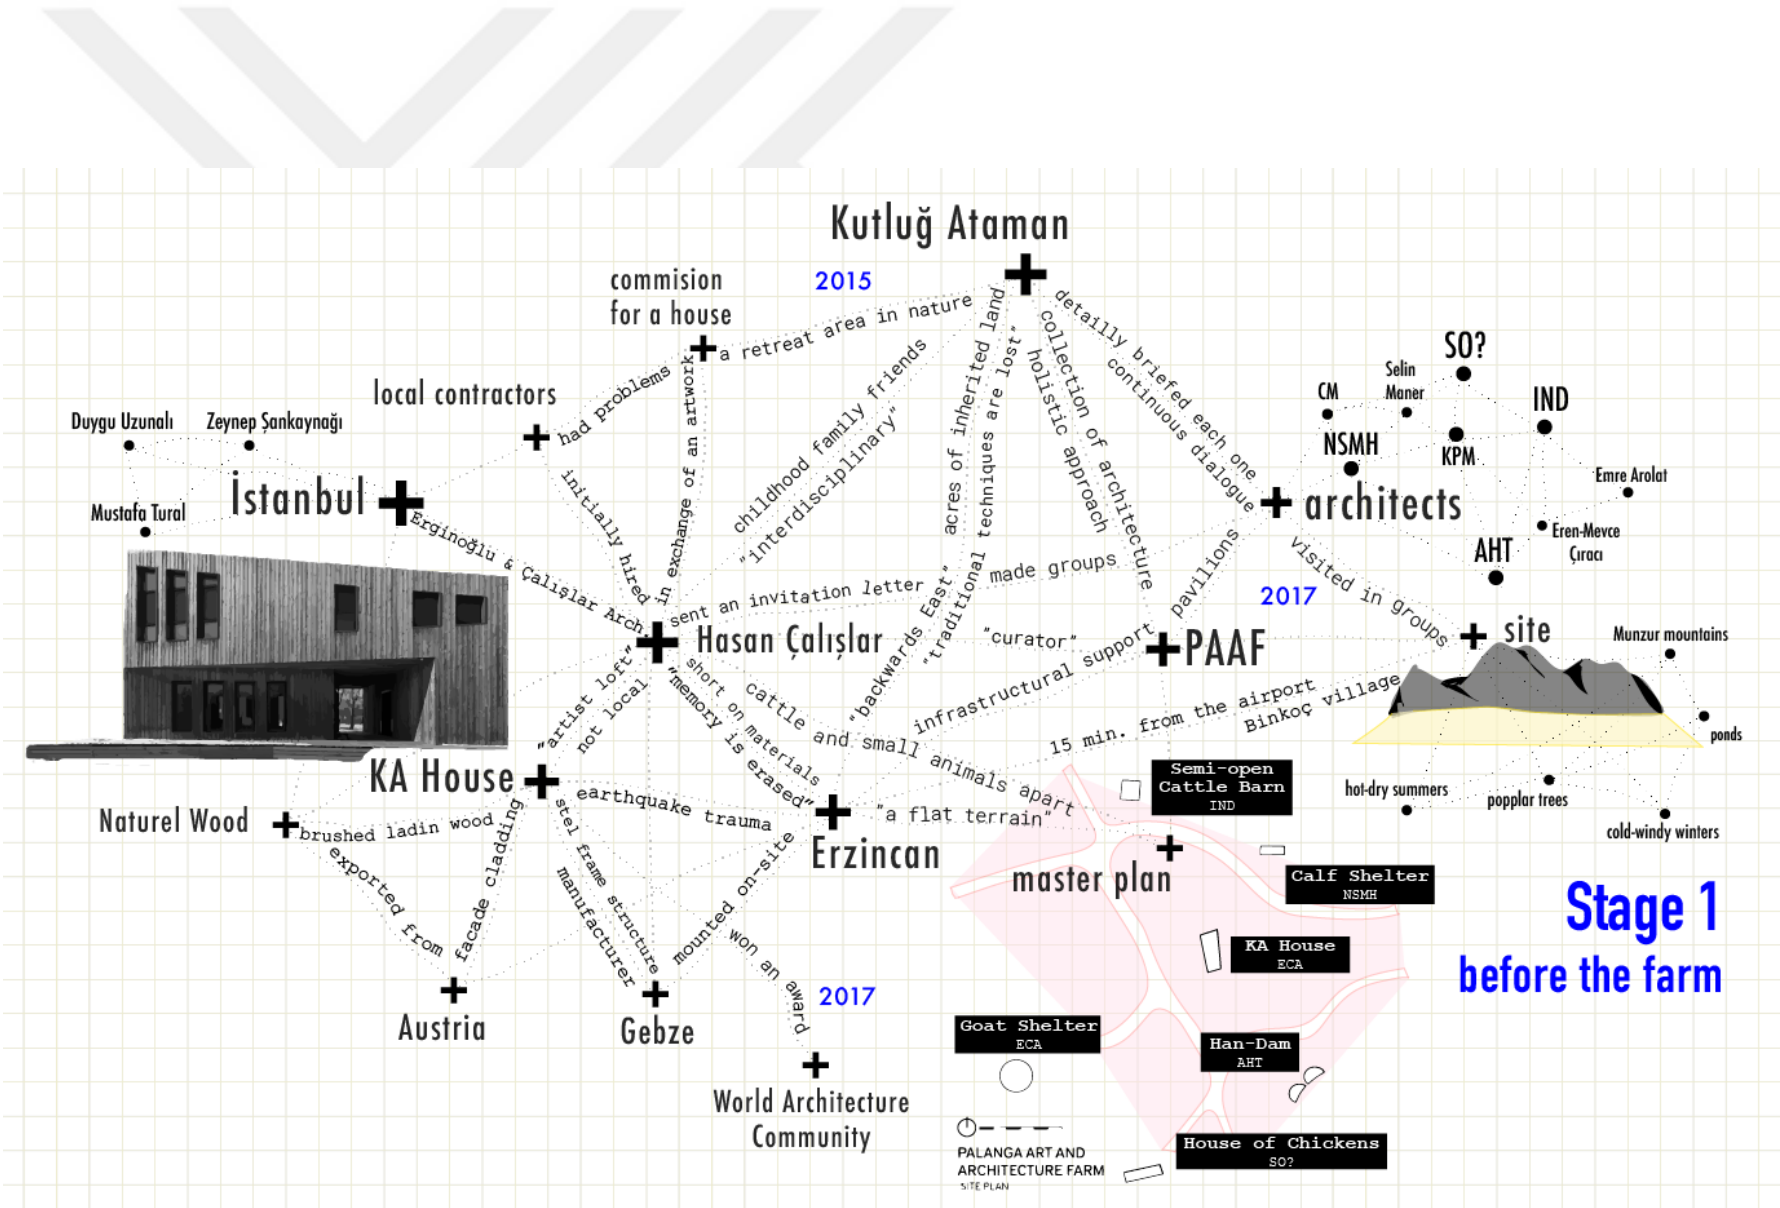 Kutluğ Ataman
2015
commision
for a house
a retreat area in nature
local contractors
had problems
in exchange of an artwork
initially hired
childhood family friends
"interdisciplinary"
acres of inherited land
"backwards East"
"traditional techniques are lost"
collection of architecture
holistic approach
detailly briefed each one
continuous dialogue
SO?
Selin
Maner
CM
IND
NSMH
KPM
Emre Arolat
Eren-Mevce
Çıracı
AHT
architects
Duygu Uzunalı
Zeynep Şankaynağı
İstanbul
Mustafa Tural
Erginoğlu & Çalışlar Arch.
sent an invitation letter
made groups
pavilions
visited in groups
2017
Hasan Çalışlar
"curator"
PAAF
site
Munzur mountains
ponds
infrastructural support
15 min. from the airport
Binkoç village
hot-dry summers
popplar trees
cold-windy winters
"artist loft"
not local
short on materials
"memory is erased"
cattle and small animals apart
KA House
earthquake trauma
Erzincan
"a flat terrain"
master plan
Naturel Wood
brushed ladin wood
exported from
facade cladding
stel frame structure
manufacturer
mounted on-site
won an award
2017
Austria
Gebze
World Architecture
Community
Semi-open
Cattle Barn
IND
Calf Shelter
NSMH
KA House
ECA
Goat Shelter
ECA
Han-Dam
AHT
House of Chickens
SO?
PALANGA ART AND
ARCHITECTURE FARM
SITE PLAN
Stage 1
before the farm